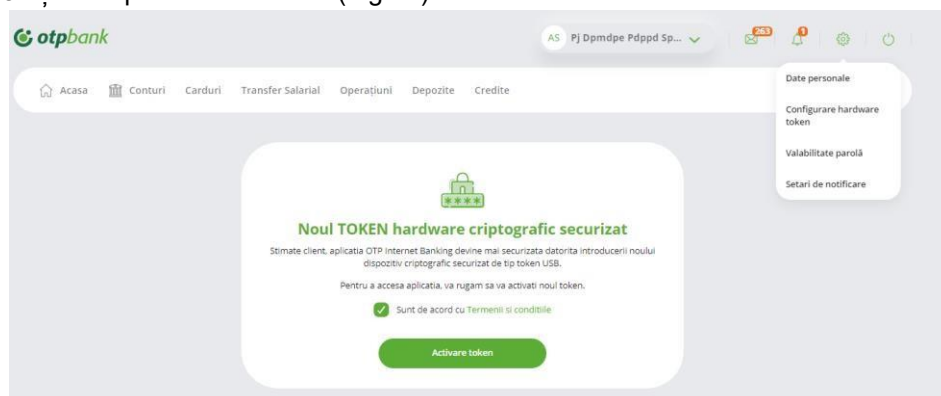 otpbank
AS Pj Dpmdpe Pdppd Sp...
263
1
Acasa Conturi Carduri Transfer Salarial Operațiuni Depozite Credite
Date personale
Configurare hardware
token
Valabilitate parolă
Setari de notificare
****
Noul TOKEN hardware criptografic securizat
Stimate client, aplicatia OTP Internet Banking devine mai securizata datorita introducerii noului
dispozitiv criptografic securizat de tip token USB.
Pentru a accesa aplicatia, va rugam sa va activati noul token.
Sunt de acord cu Termenii si conditiile
Activare token